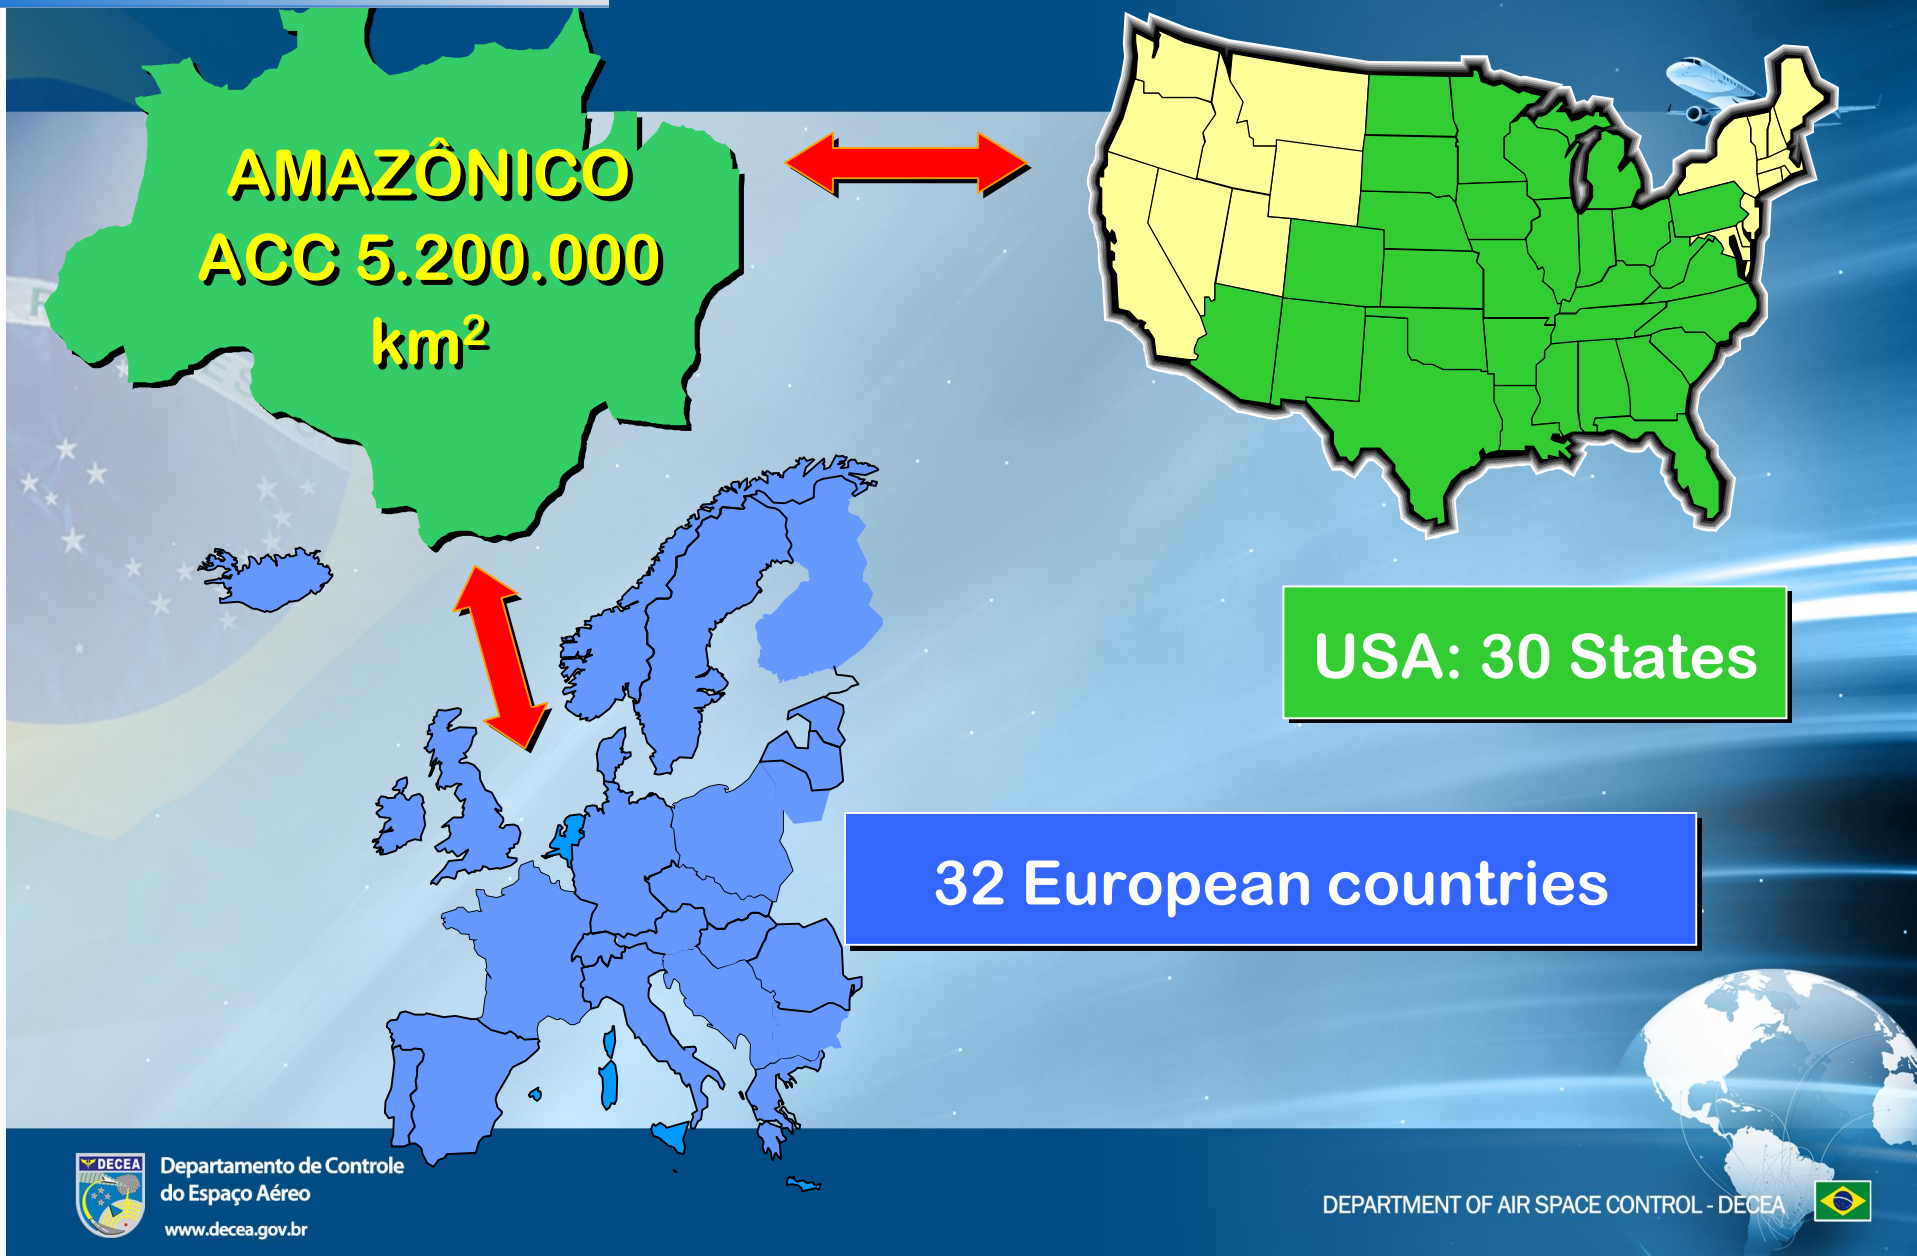 AMAZÔNICO
ACC 5.200.000
km²
USA: 30 States
32 European countries
DECEA
Departamento de Controle
do Espaço Aéreo
www.decea.gov.br
DEPARTMENT OF AIR SPACE CONTROL - DECEA